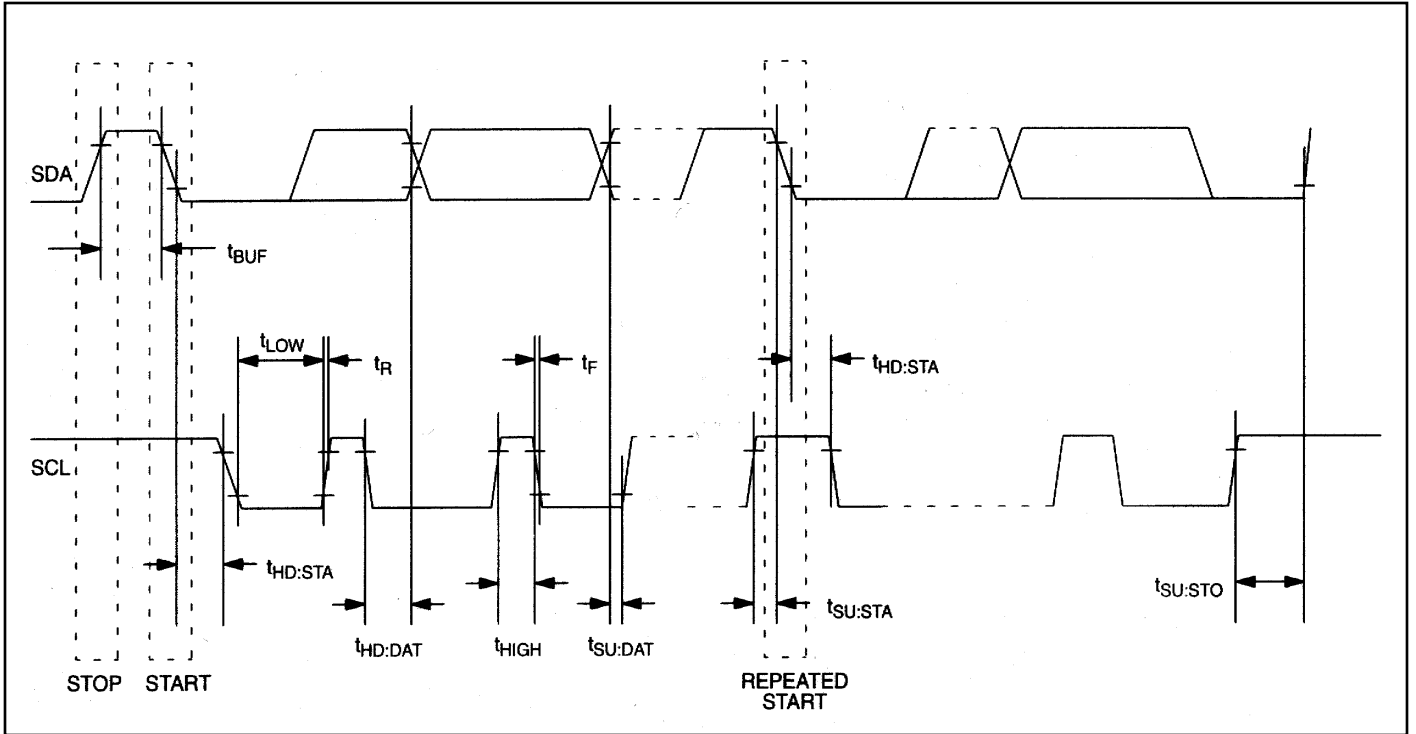 SDA
tBUF
tLOW
tR
tF
tHD:STA
SCL
tHD:STA
tHD:DAT
tHIGH
tSU:DAT
tSU:STA
tSU:STO
STOP
START
REPEATED
START